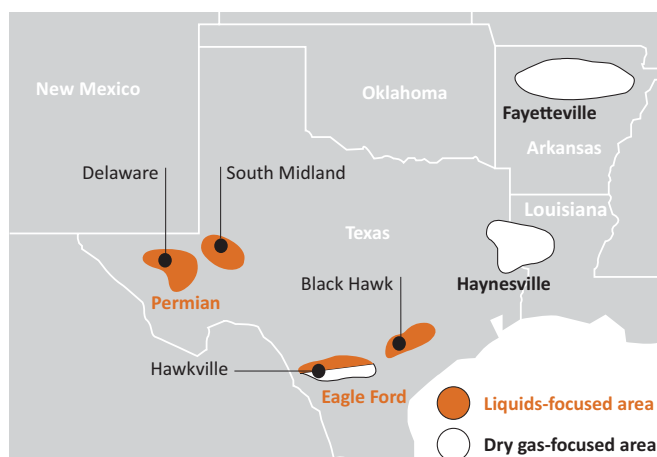 New Mexico
Oklahoma
Fayetteville
Arkansas
Delaware
South Midland
Louisiana
Texas
Permian
Black Hawk
Haynesville
Hawkville
Eagle Ford
Liquids-focused area
Dry gas-focused area